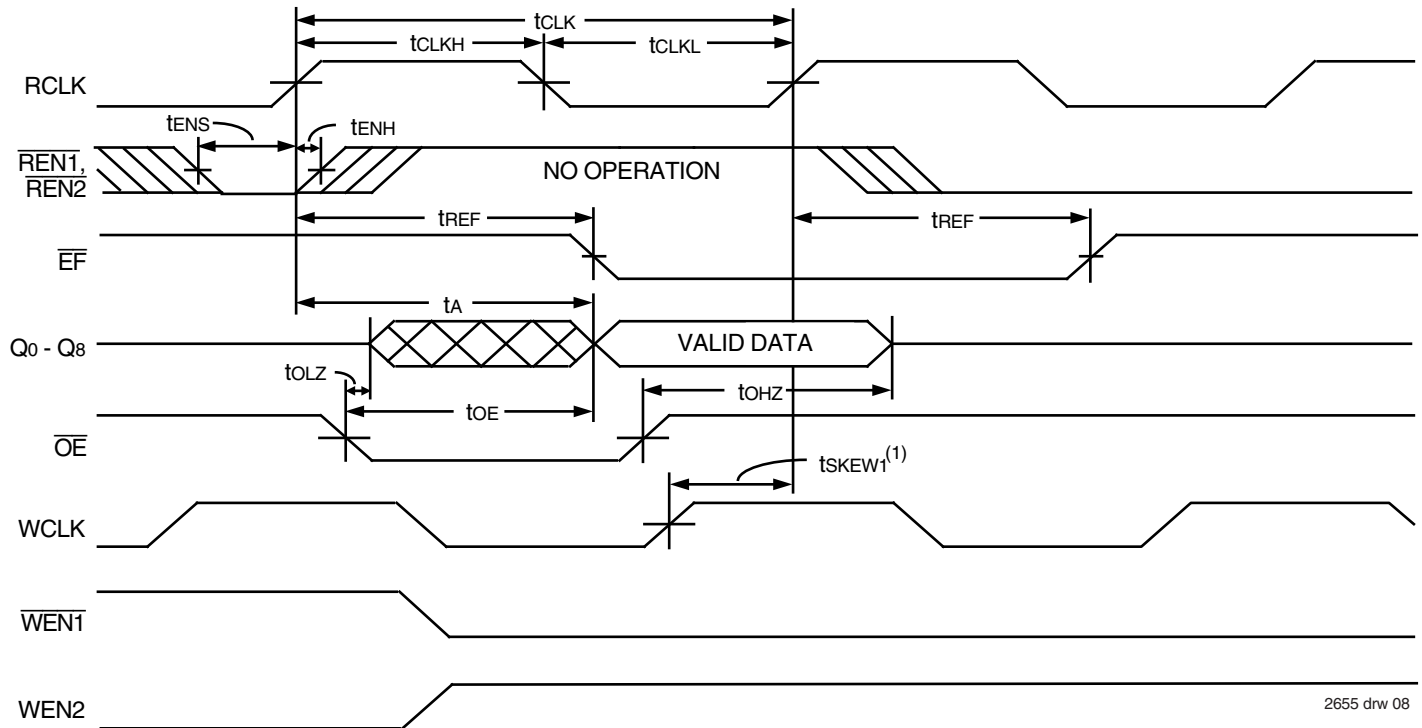 tCLK
tCLKH
tCLKL
RCLK
tENS
tENH
REN1,
REN2
NO OPERATION
tREF
tREF
EF
tA
Q0 - Q8
VALID DATA
tOLZ
tOHZ
tOE
OE
tSKEW1(1)
WCLK
WEN1
WEN2
2655 drw 08